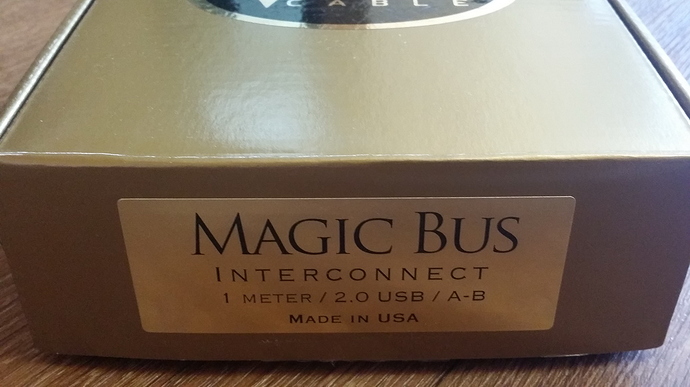 CABLE
MAGIC BUS
INTERCONNECT
1 METER / 2.0 USB / A-B
MADE IN USA